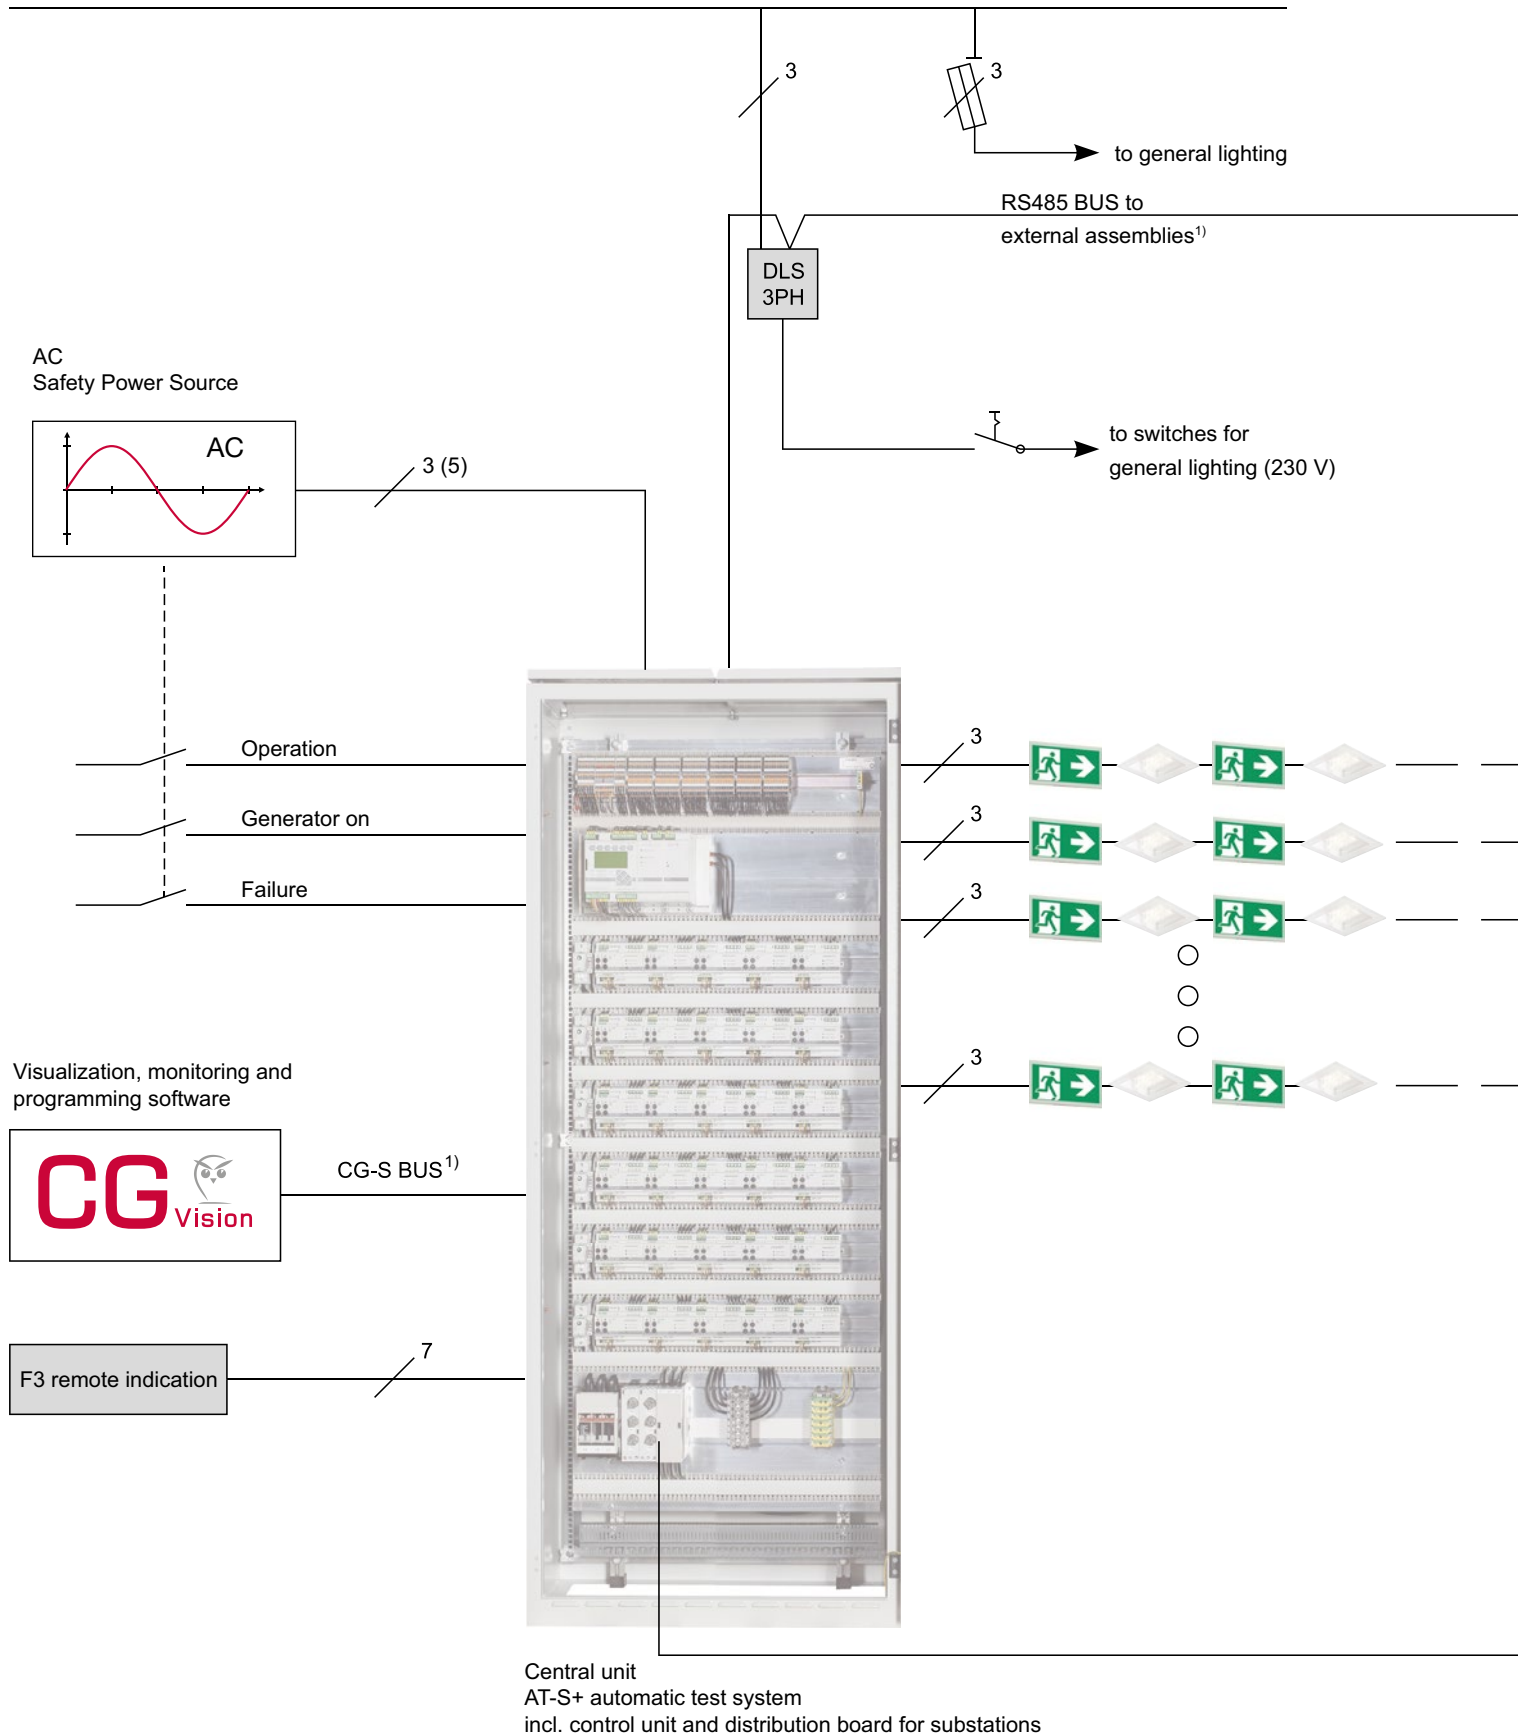 3
3
to general lighting
RS485 BUS to
external assemblies1)
DLS
3PH
AC
Safety Power Source
AC
3 (5)
to switches for
general lighting (230 V)
Operation
3
Generator on
3
Failure
3
3
Visualization, monitoring and
programming software
CG Vision
CG-S BUS1)
F3 remote indication
7
Central unit
AT-S+ automatic test system
incl. control unit and distribution board for substations